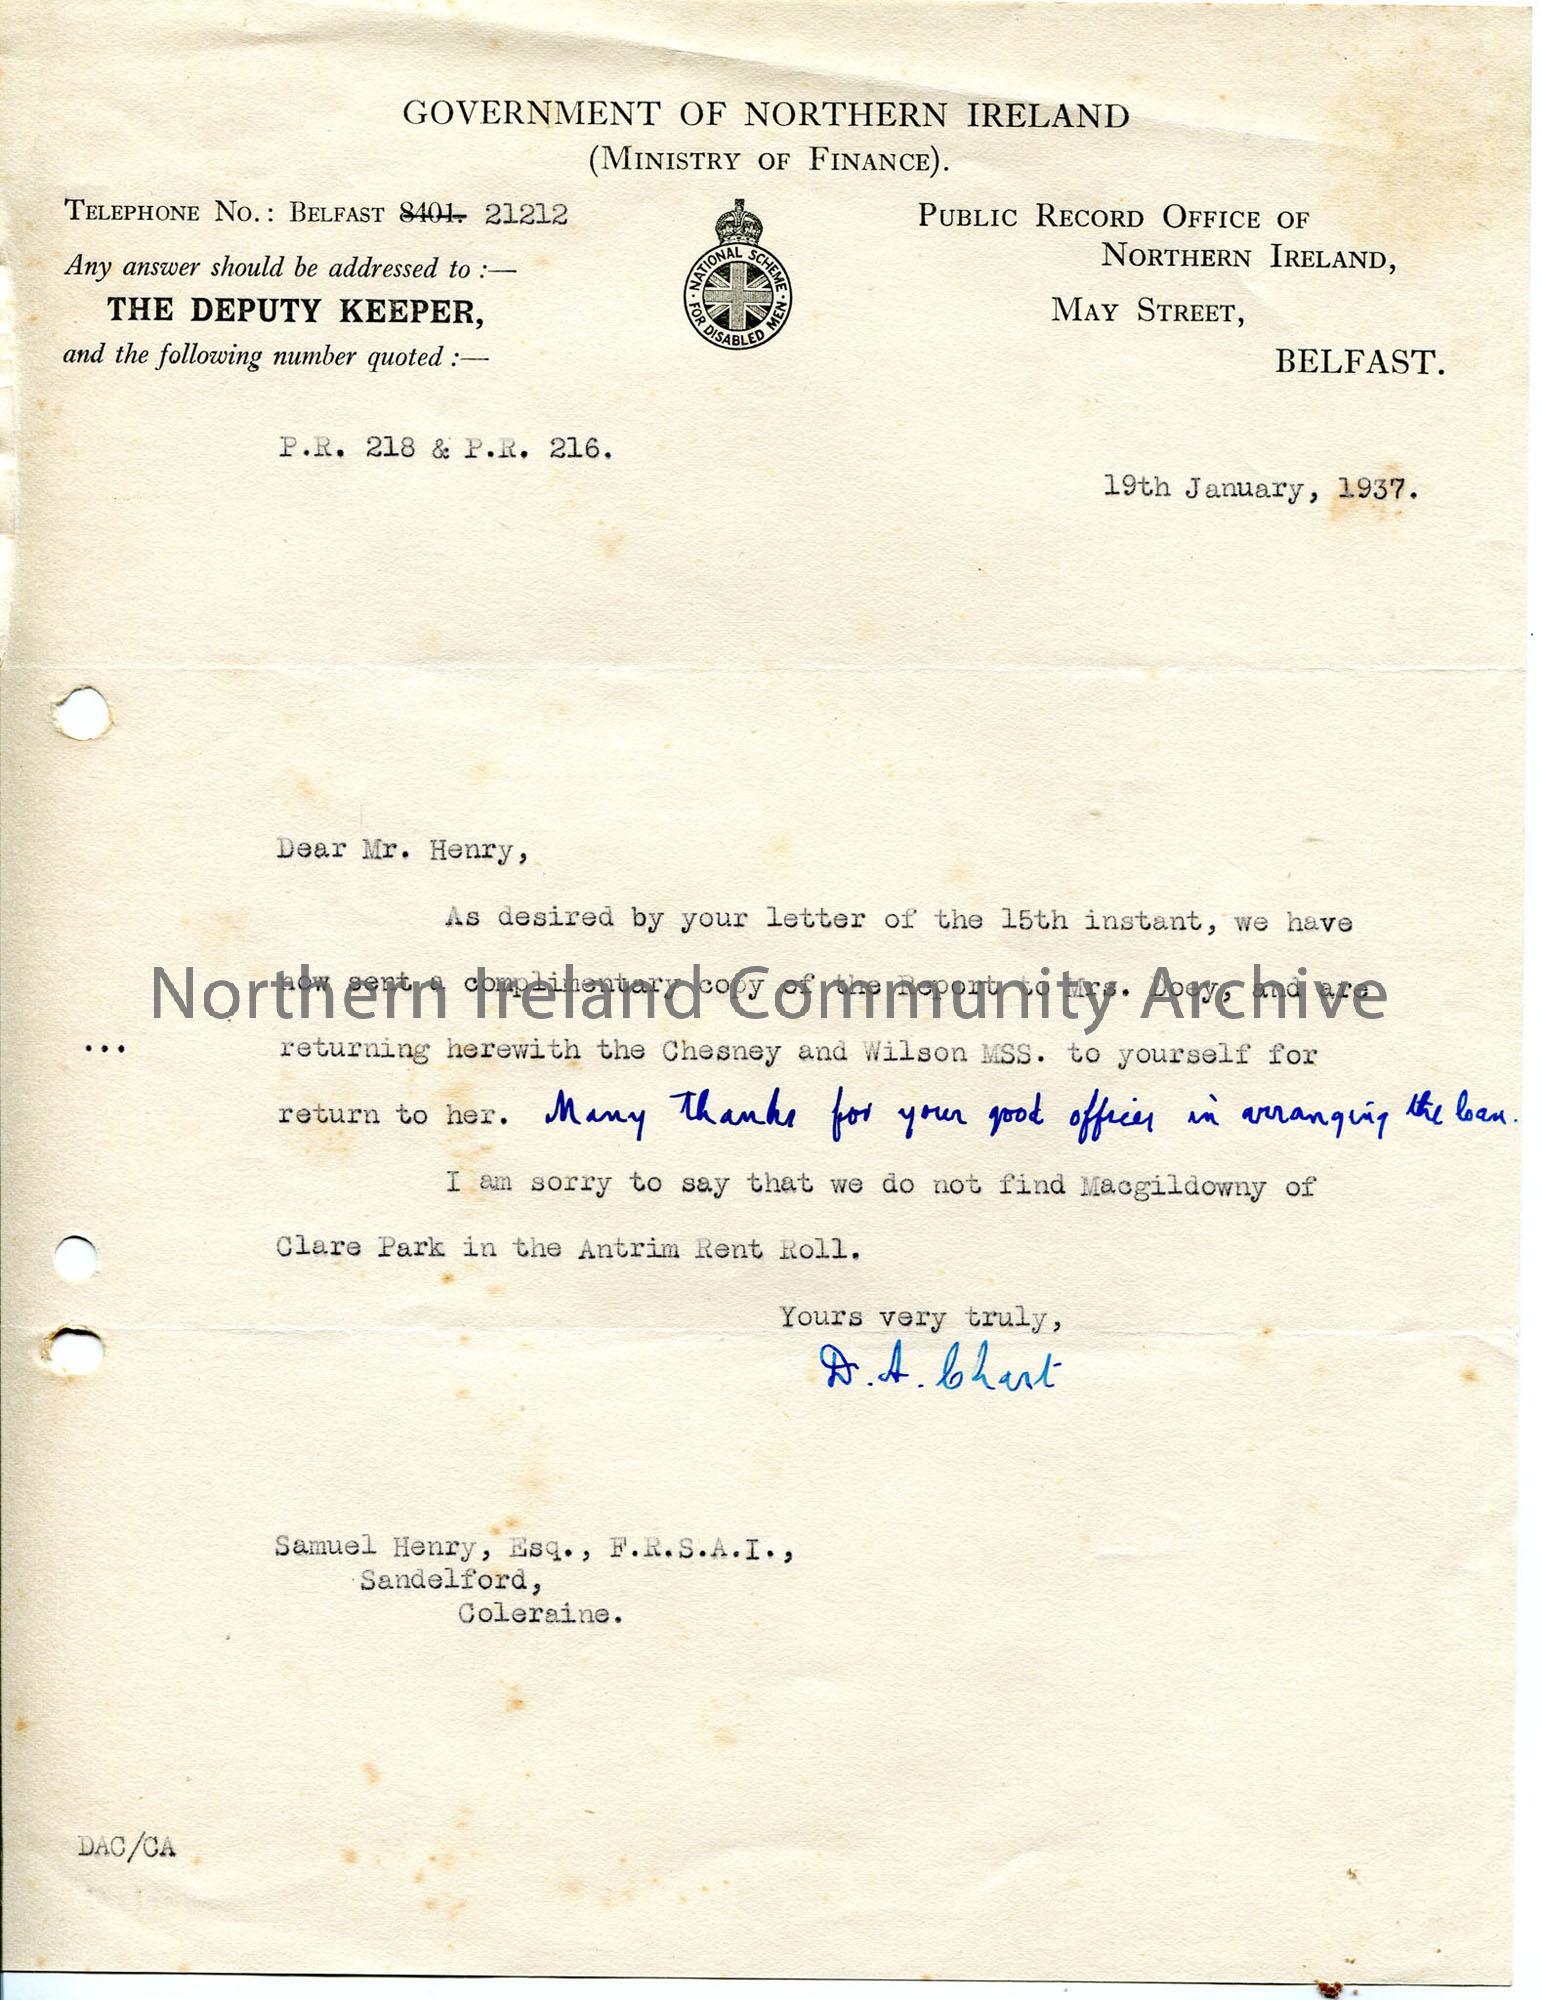 GOVERNMENT OF NORTHERN IRELAND
(MINISTRY OF FINANCE).
TELEPHONE NO.: BELFAST 8401. 21212
Any answer should be addressed to :—
THE DEPUTY KEEPER,
and the following number quoted :—
NATIONAL SCHEME
FOR DISABLED MEN
PUBLIC RECORD OFFICE OF
NORTHERN IRELAND,
MAY STREET,
BELFAST.
P.R. 218 & P.R. 216.
19th January, 1937.
Dear Mr. Henry,
As desired by your letter of the 15th instant, we have
now sent a complimentary copy of the Report to Mrs. Doey, and are
Northern Ireland Community Archive
... returning herewith the Chesney and Wilson MSS. to yourself for
return to her. Many thanks for your good offices in arranging the loan.
I am sorry to say that we do not find Macgildowny of
Clare Park in the Antrim Rent Roll.
Yours very truly,
D. A. Chart
Samuel Henry, Esq., F.R.S.A.I.,
Sandelford,
Coleraine.
DAC/CA